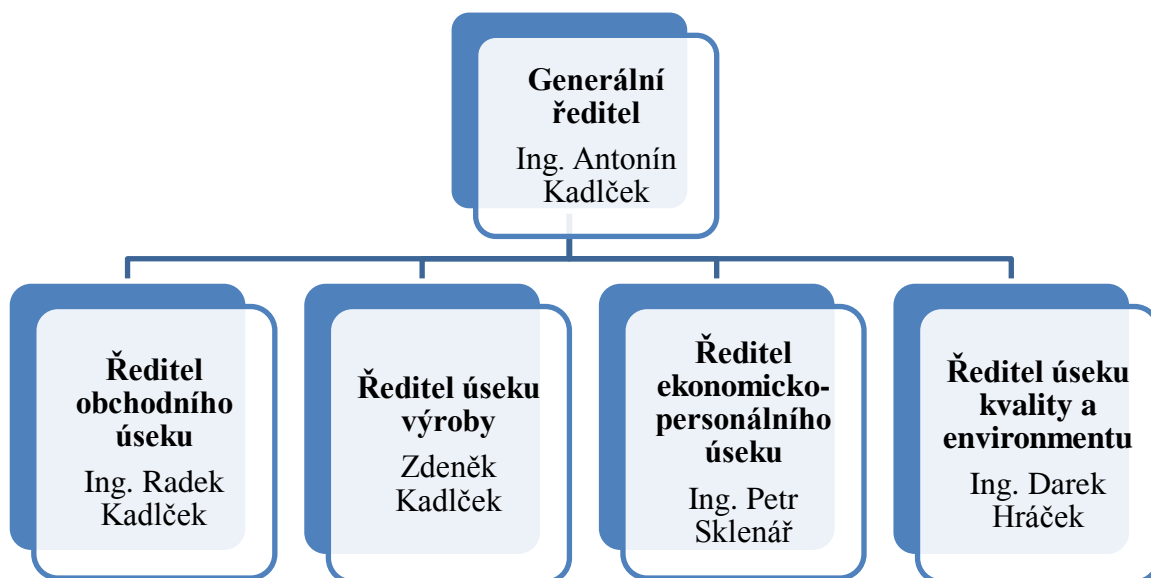 Generální
ředitel
Ing. Antonín
Kadlček
Ředitel
obchodního
úseku
Ing. Radek
Kadlček
Ředitel úseku
výroby
Zdeněk
Kadlček
Ředitel
ekonomicko-
personálního
úseku
Ing. Petr
Sklenář
Ředitel úseku
kvality a
environmentu
Ing. Darek
Hráček